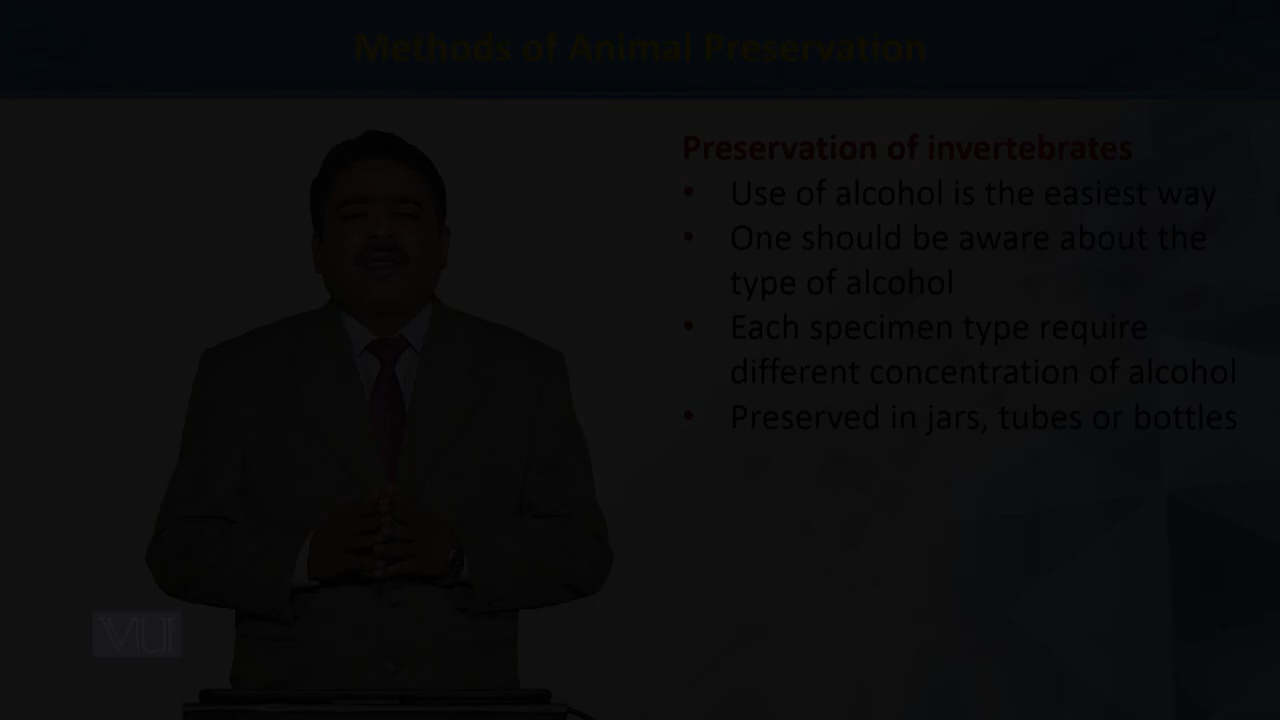 Methods of Animal Preservation
Preservation of invertebrates
• Use of alcohol is the easiest way
• One should be aware about the
type of alcohol
• Each specimen type require
different concentration of alcohol
• Preserved in jars, tubes or bottles
VU